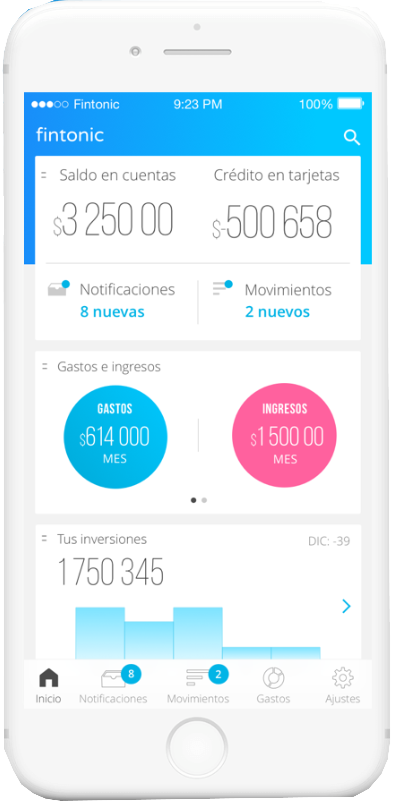 Fintonic 9:23 PM 100%
fintonic
Saldo en cuentas Crédito en tarjetas
$3 250 00 $-500 658
Notificaciones Movimientos
8 nuevas 2 nuevos
Gastos e ingresos
GASTOS INGRESOS
$614 000 $1 500 00
MES MES
Tus inversiones DIC: -39
1 750 345
8 2
Inicio Notificaciones Movimientos Gastos Ajustes